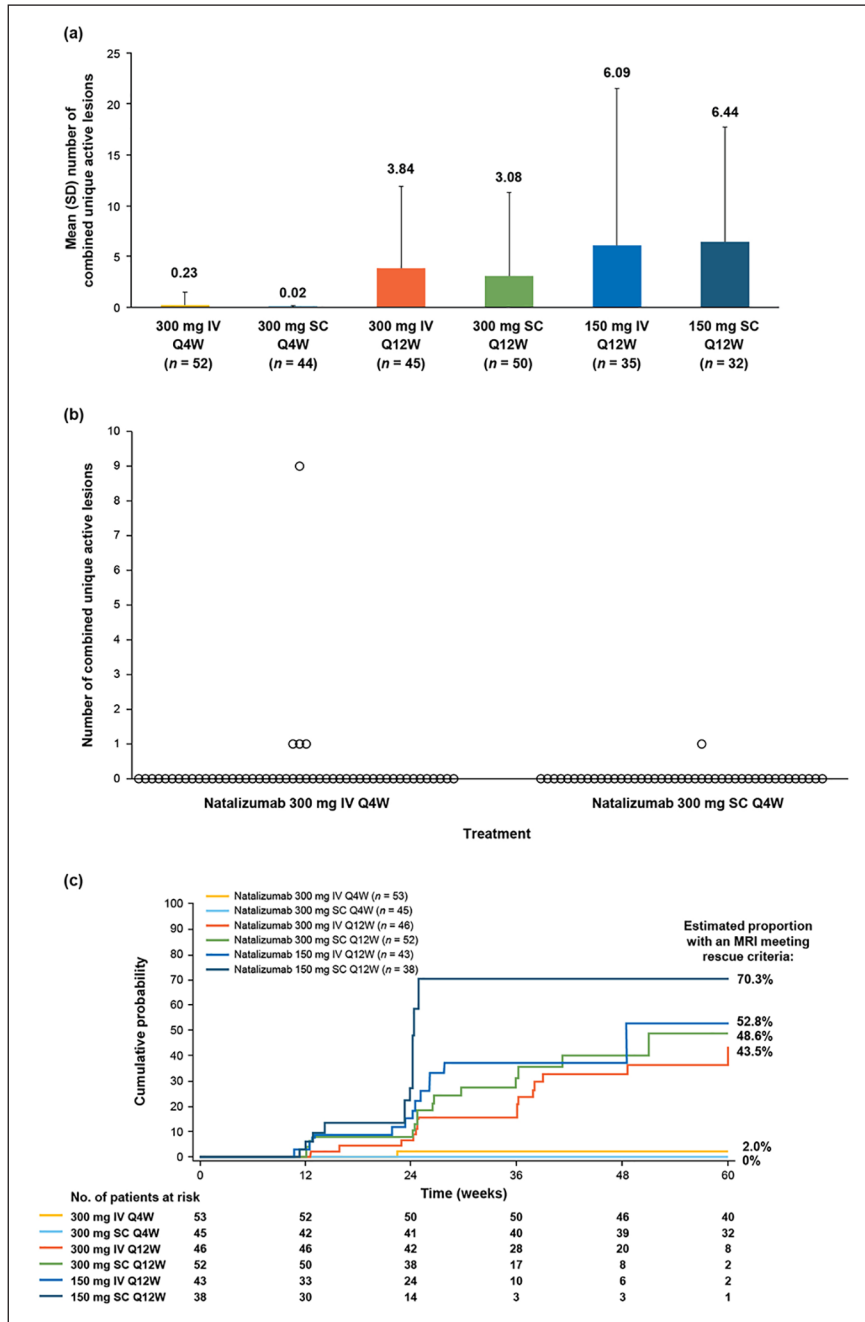 (a)
Mean (SD) number of
combined unique active lesions
25
20
15
10
5
0
0.23
0.02
3.84
3.08
6.09
6.44
300 mg IV
Q4W
(n = 52)
300 mg SC
Q4W
(n = 44)
300 mg IV
Q12W
(n = 45)
300 mg SC
Q12W
(n = 50)
150 mg IV
Q12W
(n = 35)
150 mg SC
Q12W
(n = 32)
(b)
Number of combined unique active lesions
10
9
8
7
6
5
4
3
2
1
0
Natalizumab 300 mg IV Q4W
Natalizumab 300 mg SC Q4W
Treatment
(c)
Cumulative probability
100
90
80
70
60
50
40
30
20
10
0
Natalizumab 300 mg IV Q4W (n = 53)
Natalizumab 300 mg SC Q4W (n = 45)
Natalizumab 300 mg IV Q12W (n = 46)
Natalizumab 300 mg SC Q12W (n = 52)
Natalizumab 150 mg IV Q12W (n = 43)
Natalizumab 150 mg SC Q12W (n = 38)
Estimated proportion
with an MRI meeting
rescue criteria:
70.3%
52.8%
48.6%
43.5%
2.0%
0%
0 12 24 36 48 60
Time (weeks)
No. of patients at risk
300 mg IV Q4W 53 52 50 50 46 40
300 mg SC Q4W 45 42 41 40 39 32
300 mg IV Q12W 46 46 42 28 20 8
300 mg SC Q12W 52 50 38 17 8 2
150 mg IV Q12W 43 33 24 10 6 2
150 mg SC Q12W 38 30 14 3 3 1